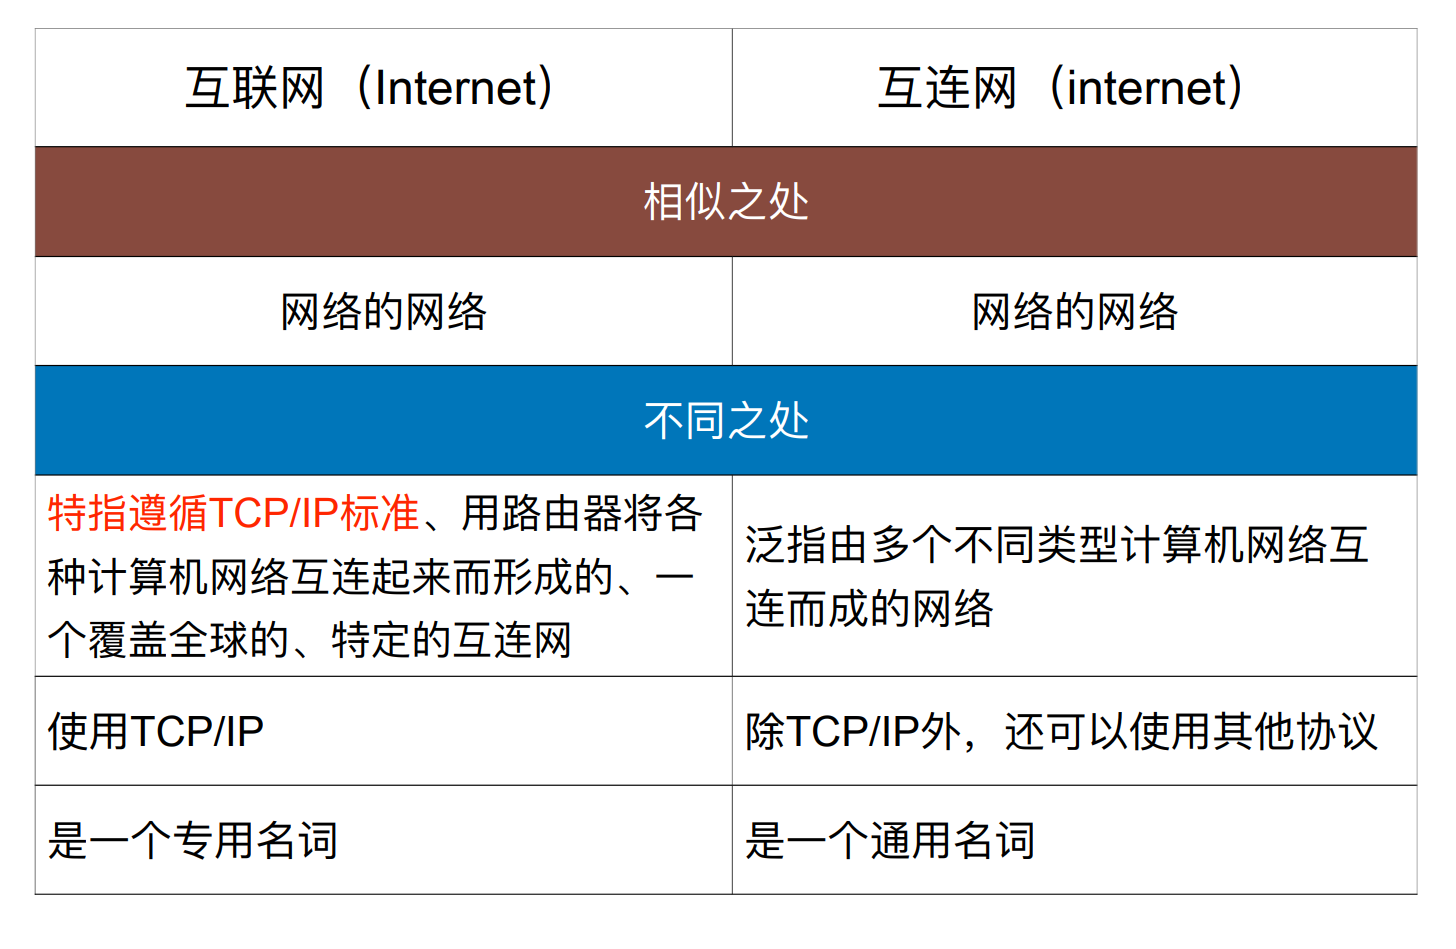 互联网（Internet）
互连网（internet）
相似之处
网络的网络
网络的网络
不同之处
特指遵循TCP/IP标准、用路由器将各
种计算机网络互连起来而形成的、一
个覆盖全球的、特定的互连网
泛指由多个不同类型计算机网络互
连而成的网络
使用TCP/IP
除TCP/IP外，还可以使用其他协议
是一个专用名词
是一个通用名词